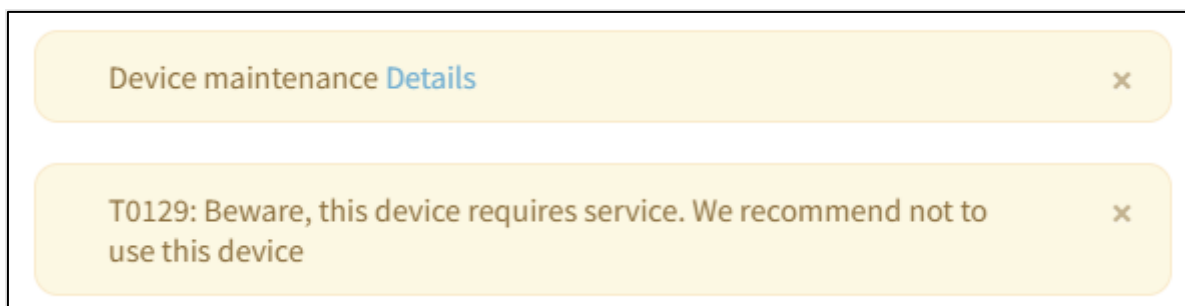 Device maintenance Details ×
T0129: Beware, this device requires service. We recommend not to ×
use this device